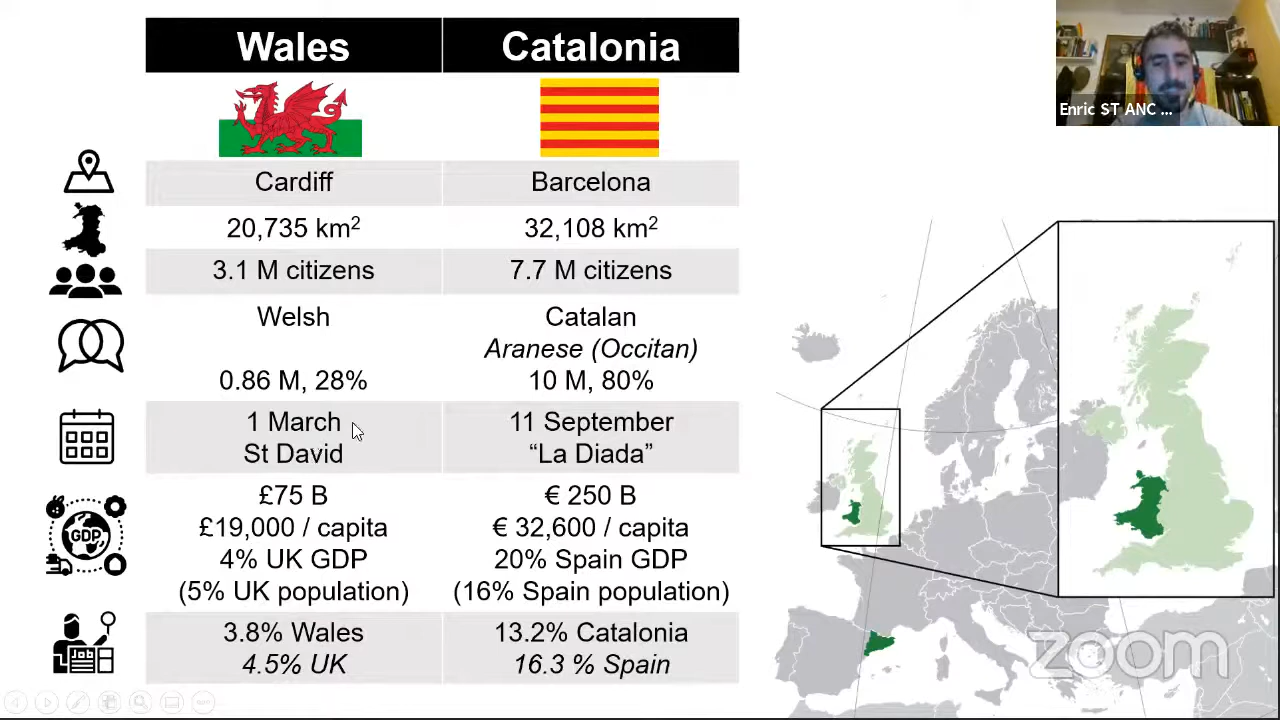 Wales Catalonia
Enric ST ANC ...
Cardiff Barcelona
20,735 km² 32,108 km²
3.1 M citizens 7.7 M citizens
Welsh Catalan
Aranese (Occitan)
0.86 M, 28% 10 M, 80%
1 March 11 September
St David “La Diada”
£75 B € 250 B
£19,000 / capita € 32,600 / capita
GDP
4% UK GDP 20% Spain GDP
(5% UK population) (16% Spain population)
3.8% Wales 13.2% Catalonia
4.5% UK 16.3 % Spain
zoom